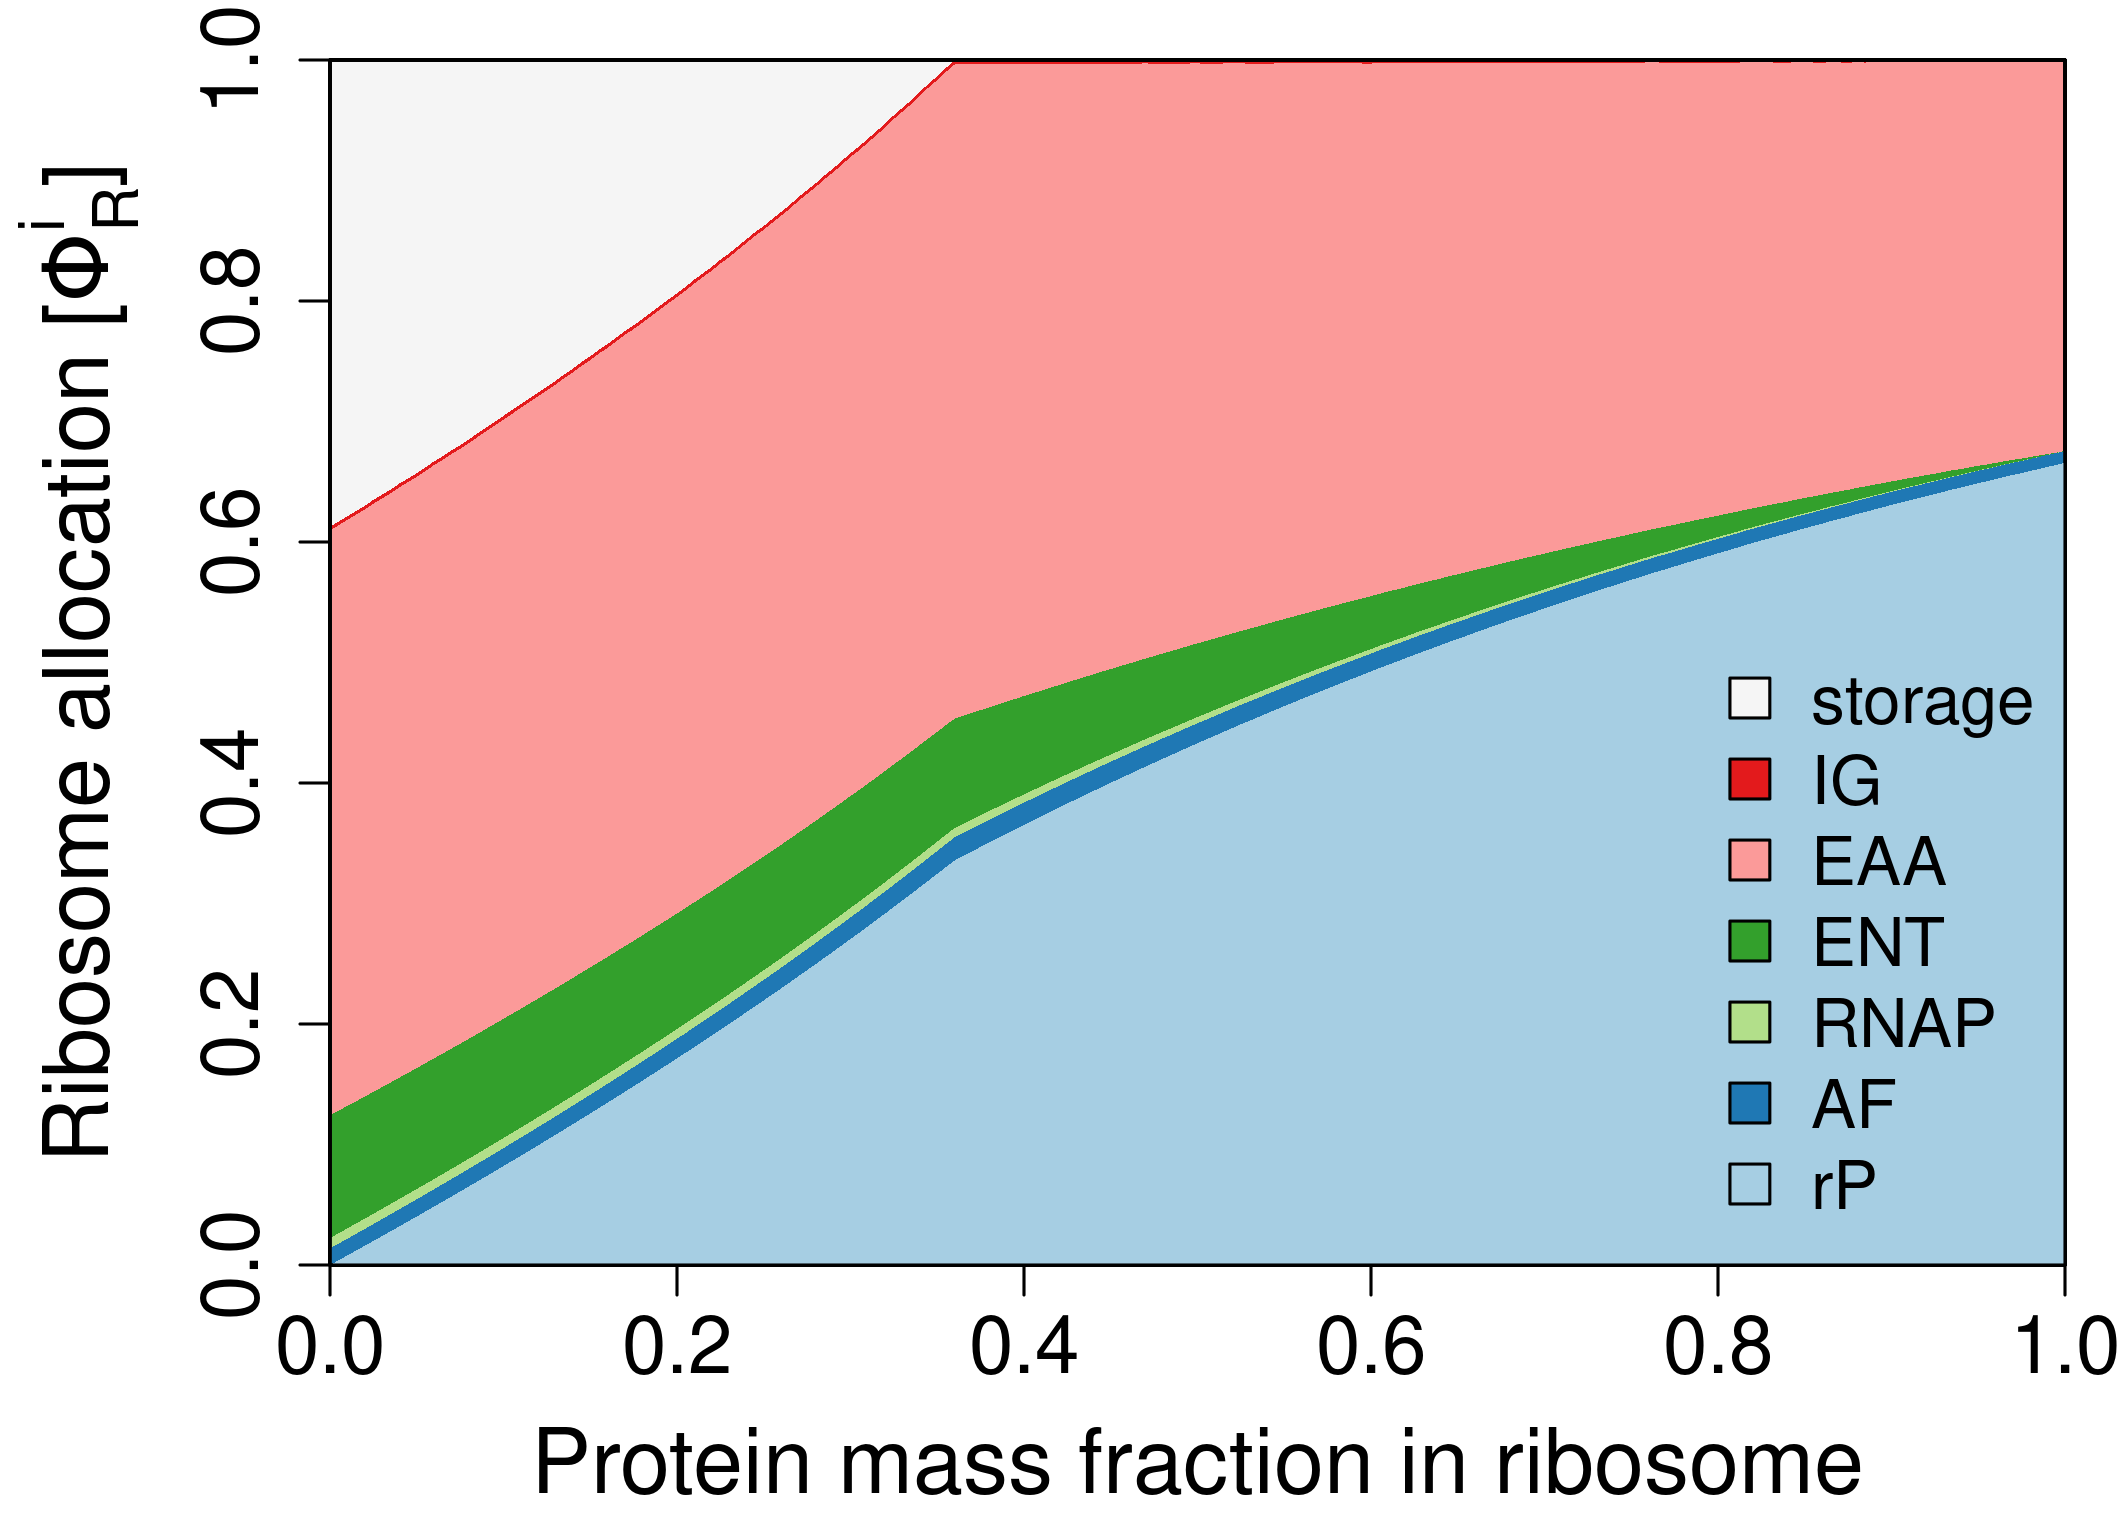 Ribosome allocation [Φ^i_R]
1.0
0.8
0.6
0.4
0.2
0.0
storage
IG
EAA
ENT
RNAP
AF
rP
0.0 0.2 0.4 0.6 0.8 1.0
Protein mass fraction in ribosome